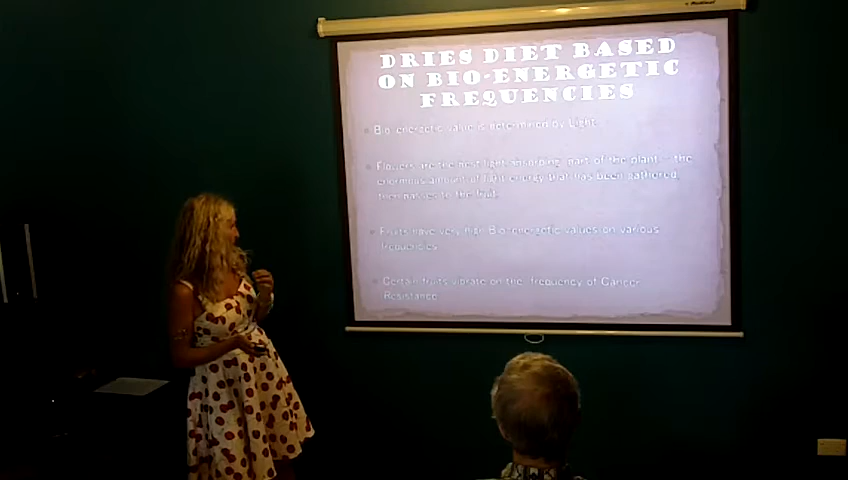 DRIES DIET BASED
ON BIO-ENERGETIC
FREQUENCIES
Bio-energetic value is determined by Light.
Flowers are the most light-absorbing part of the plant - the
enormous amount of light energy that has been gathered,
then passes to the fruit.
Fruits have very high Bio-energetic values on various
frequencies
Certain fruits vibrate on the frequency of Cancer
Resistance